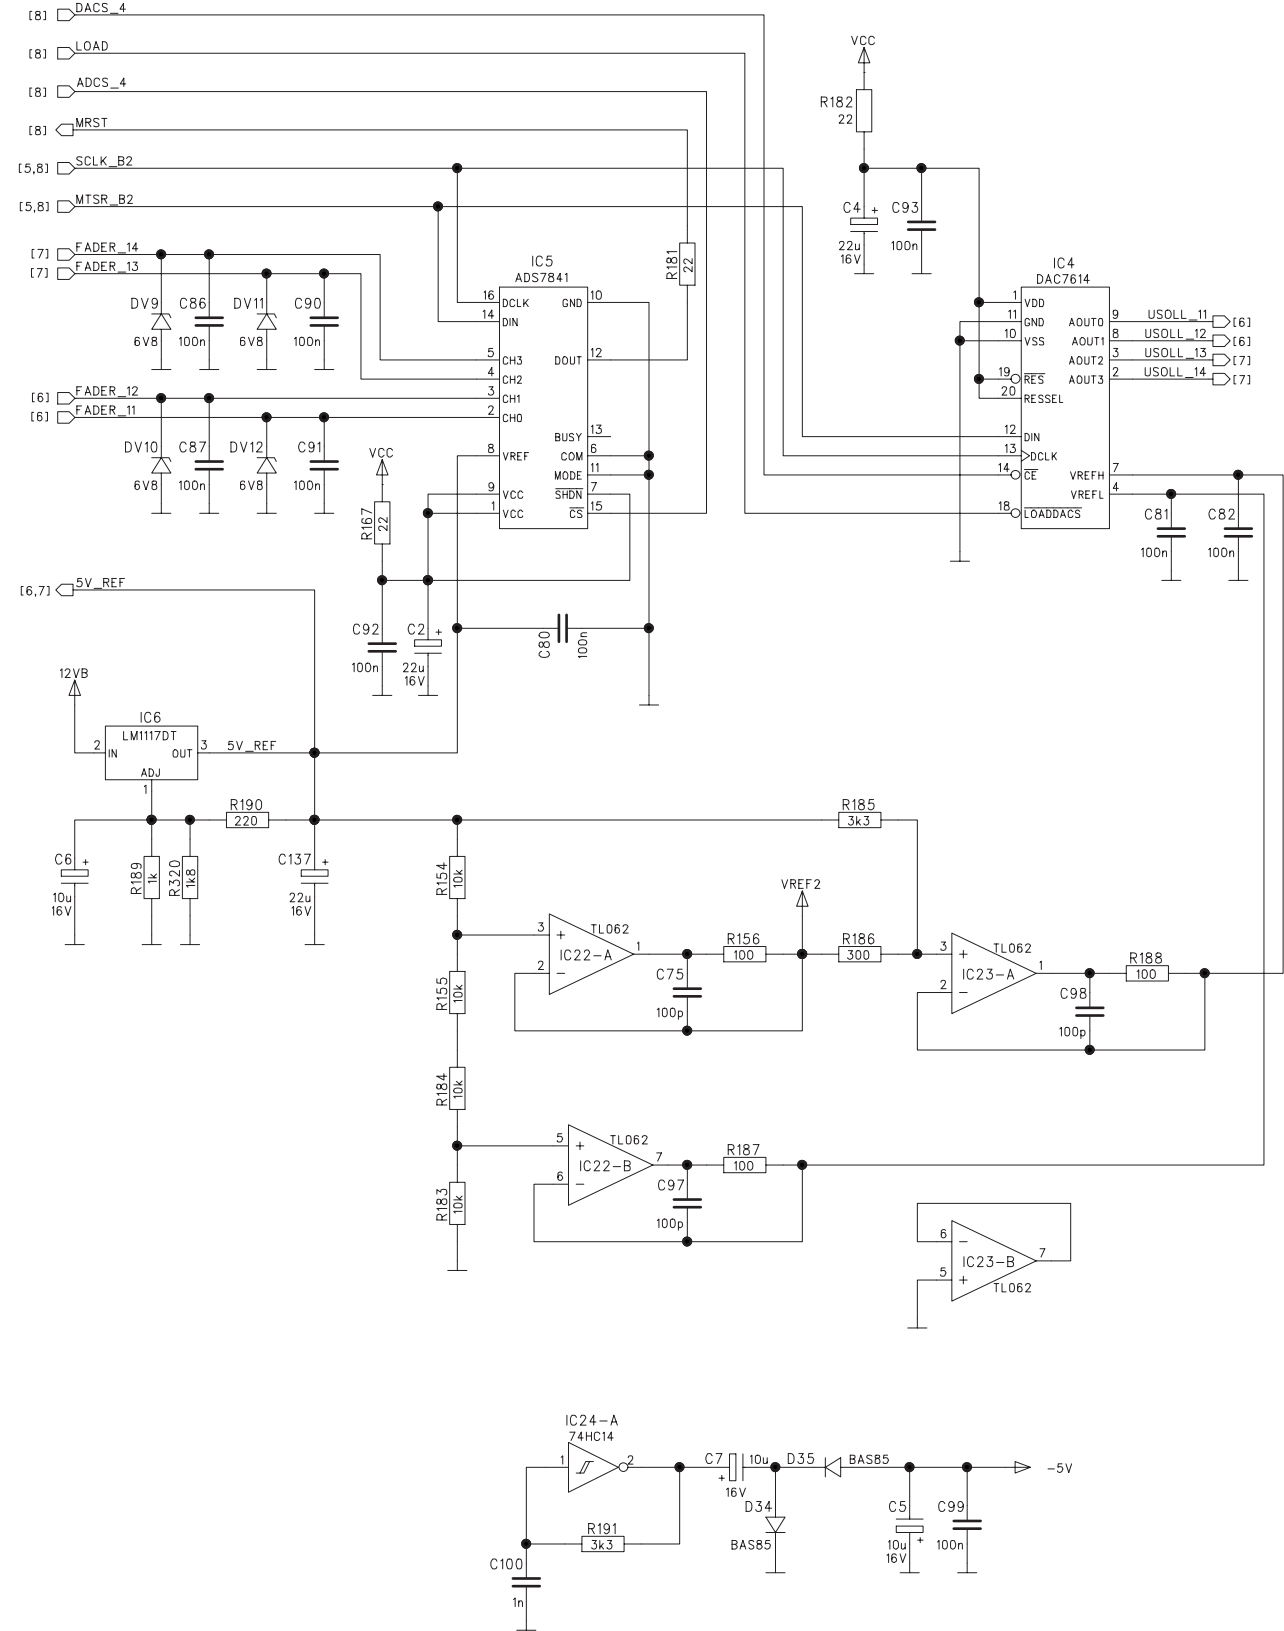 [8] DACS_4
[8] LOAD
[8] ADCS_4
[8] MRST
[5,8] SCLK_B2
[5,8] MTSR_B2
[7] FADER_14
[7] FADER_13
DV9 6V8
C86 100n
DV11 6V8
C90 100n
[6] FADER_12
[6] FADER_11
DV10 6V8
C87 100n
DV12 6V8
C91 100n
R181 22
IC5
ADS7841
16 DCLK GND 10
14 DIN
5 CH3 DOUT 12
4 CH2
3 CH1
2 CH0
BUSY 13
8 VREF COM 6
MODE 11
9 VCC SHDN 7
1 VCC CS 15
VCC
R167 22
C92 100n
C2 + 22u 16V
C80 100n
VCC
R182 22
C4 + 22u 16V
C93 100n
IC4
DAC7614
1 VDD
11 GND AOUT0 9 USOLL_11 [6]
10 VSS AOUT1 8 USOLL_12 [6]
AOUT2 3 USOLL_13 [7]
19 RES AOUT3 2 USOLL_14 [7]
20 RESSEL
12 DIN
13 DCLK
14 CE VREFH 7
VREFL 4
18 LOADDACS
C81 100n
C82 100n
[6,7] 5V_REF
12VB
IC6
LM1117DT
2 IN OUT 3 5V_REF
ADJ
1
R190 220
C6 + 10u 16V
R189 1k
R320 1k8
C137 + 22u 16V
R185 3k3
R154 10k
R155 10k
R184 10k
R183 10k
TL062
3 + IC22-A 1
2 -
C75 100p
R156 100
VREF2
R186 300
TL062
3 + IC23-A 1
2 -
C98 100p
R188 100
TL062
5 + IC22-B 7
6 -
C97 100p
R187 100
6 - IC23-B 7
5 +
TL062
IC24-A
74HC14
1 2
R191 3k3
C100 1n
C7 10u
+ 16V
D35 BAS85
D34 BAS85
C5 10u + 16V
C99 100n
-5V